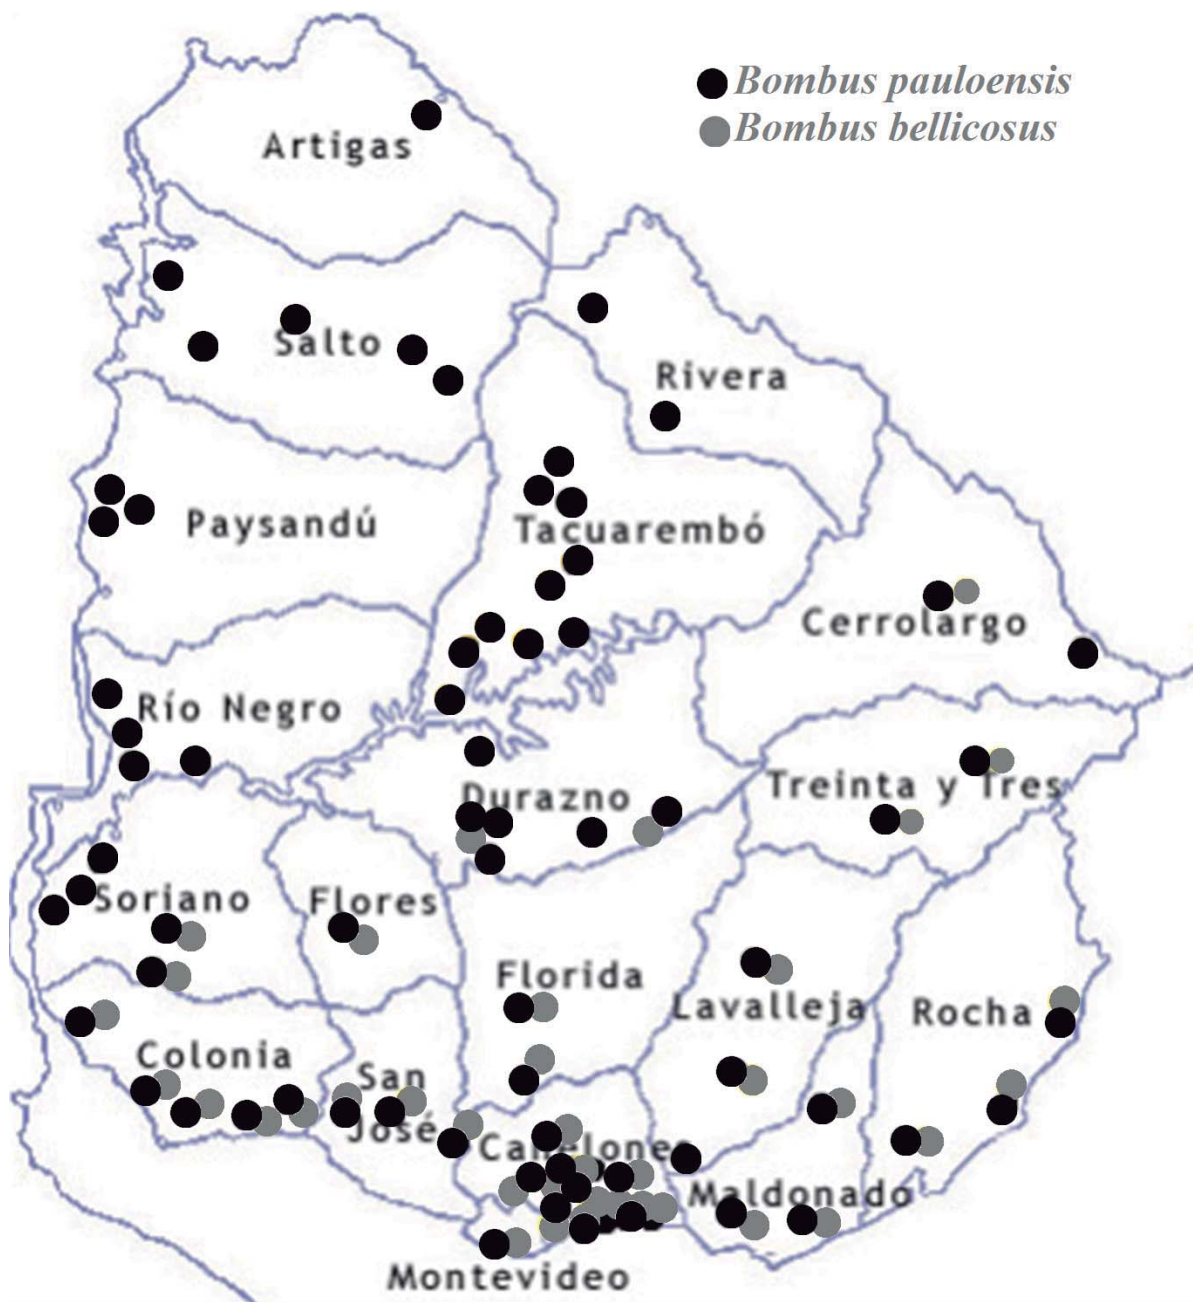 Bombus pauloensis
Bombus bellicosus
Artigas
Salto
Rivera
Paysandú
Tacuarembó
Cerrolargo
Río Negro
Durazno
Treinta y Tres
Soriano
Flores
Florida
Lavalleja
Rocha
Colonia
San
José
Canelones
Maldonado
Montevideo